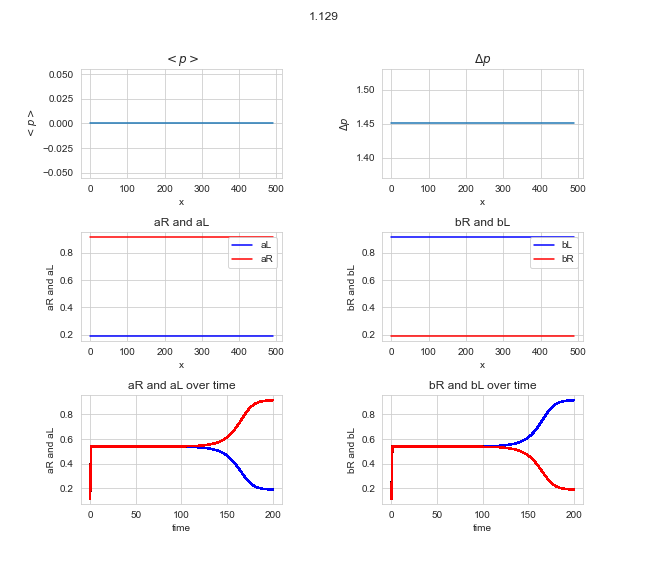 1.129
< p >
Δp
0.050
0.025
0.000
−0.025
−0.050
< p >
0 100 200 300 400 500
x
1.50
1.45
1.40
Δp
0 100 200 300 400 500
x
aR and aL
0.8
0.6
0.4
0.2
aR and aL
aL
aR
0 100 200 300 400 500
x
bR and bL
0.8
0.6
0.4
0.2
bR and bL
bL
bR
0 100 200 300 400 500
x
aR and aL over time
0.8
0.6
0.4
0.2
aR and aL
0 50 100 150 200
time
bR and bL over time
0.8
0.6
0.4
0.2
bR and bL
0 50 100 150 200
time